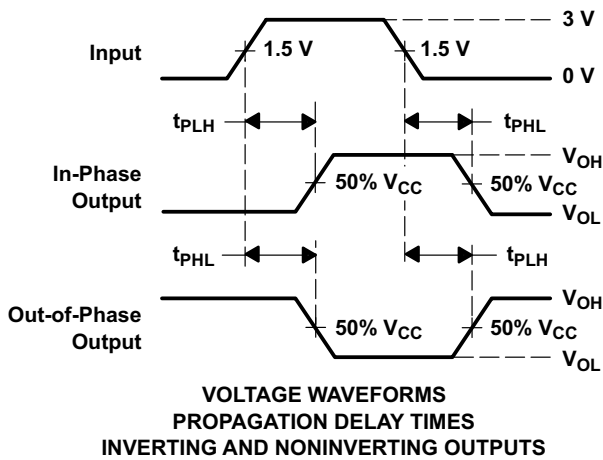 3 V
Input
1.5 V
1.5 V
0 V
tPLH
tPHL
VOH
In-Phase
Output
50% VCC
50% VCC
VOL
tPHL
tPLH
VOH
Out-of-Phase
Output
50% VCC
50% VCC
VOL
VOLTAGE WAVEFORMS
PROPAGATION DELAY TIMES
INVERTING AND NONINVERTING OUTPUTS